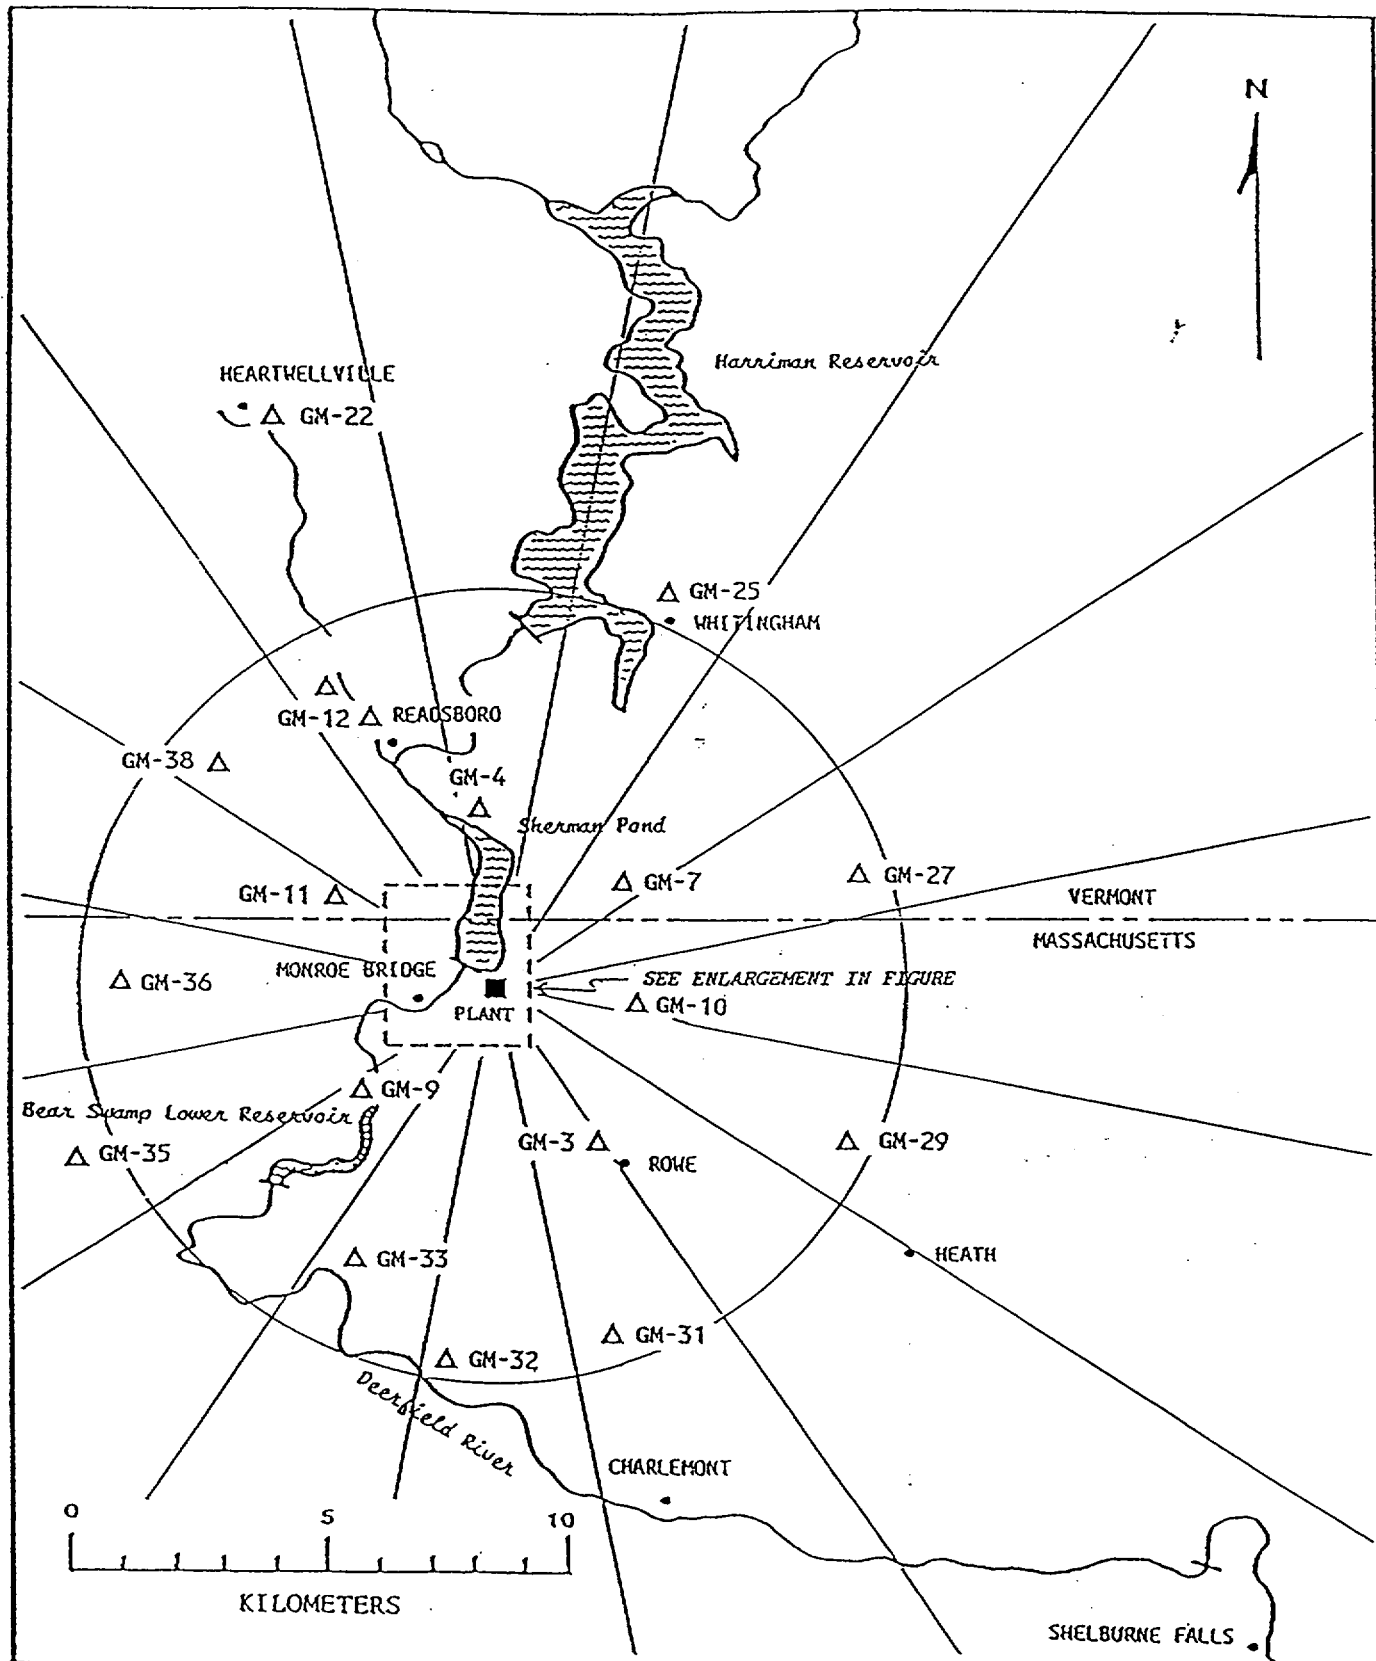 N
Harriman Reservoir
HEARTWELLVILLE
GM-22
GM-25
WHITINGHAM
GM-12
READSBORO
GM-38
GM-4
Sherman Pond
GM-7
GM-27
GM-11
VERMONT
MASSACHUSETTS
MONROE BRIDGE
SEE ENLARGEMENT IN FIGURE
GM-36
GM-10
PLANT
GM-9
Bear Swamp Lower Reservoir
GM-3
GM-29
GM-35
ROWE
HEATH
GM-33
GM-31
GM-32
Deerfield River
CHARLEMONT
0 5 10
KILOMETERS
SHELBURNE FALLS